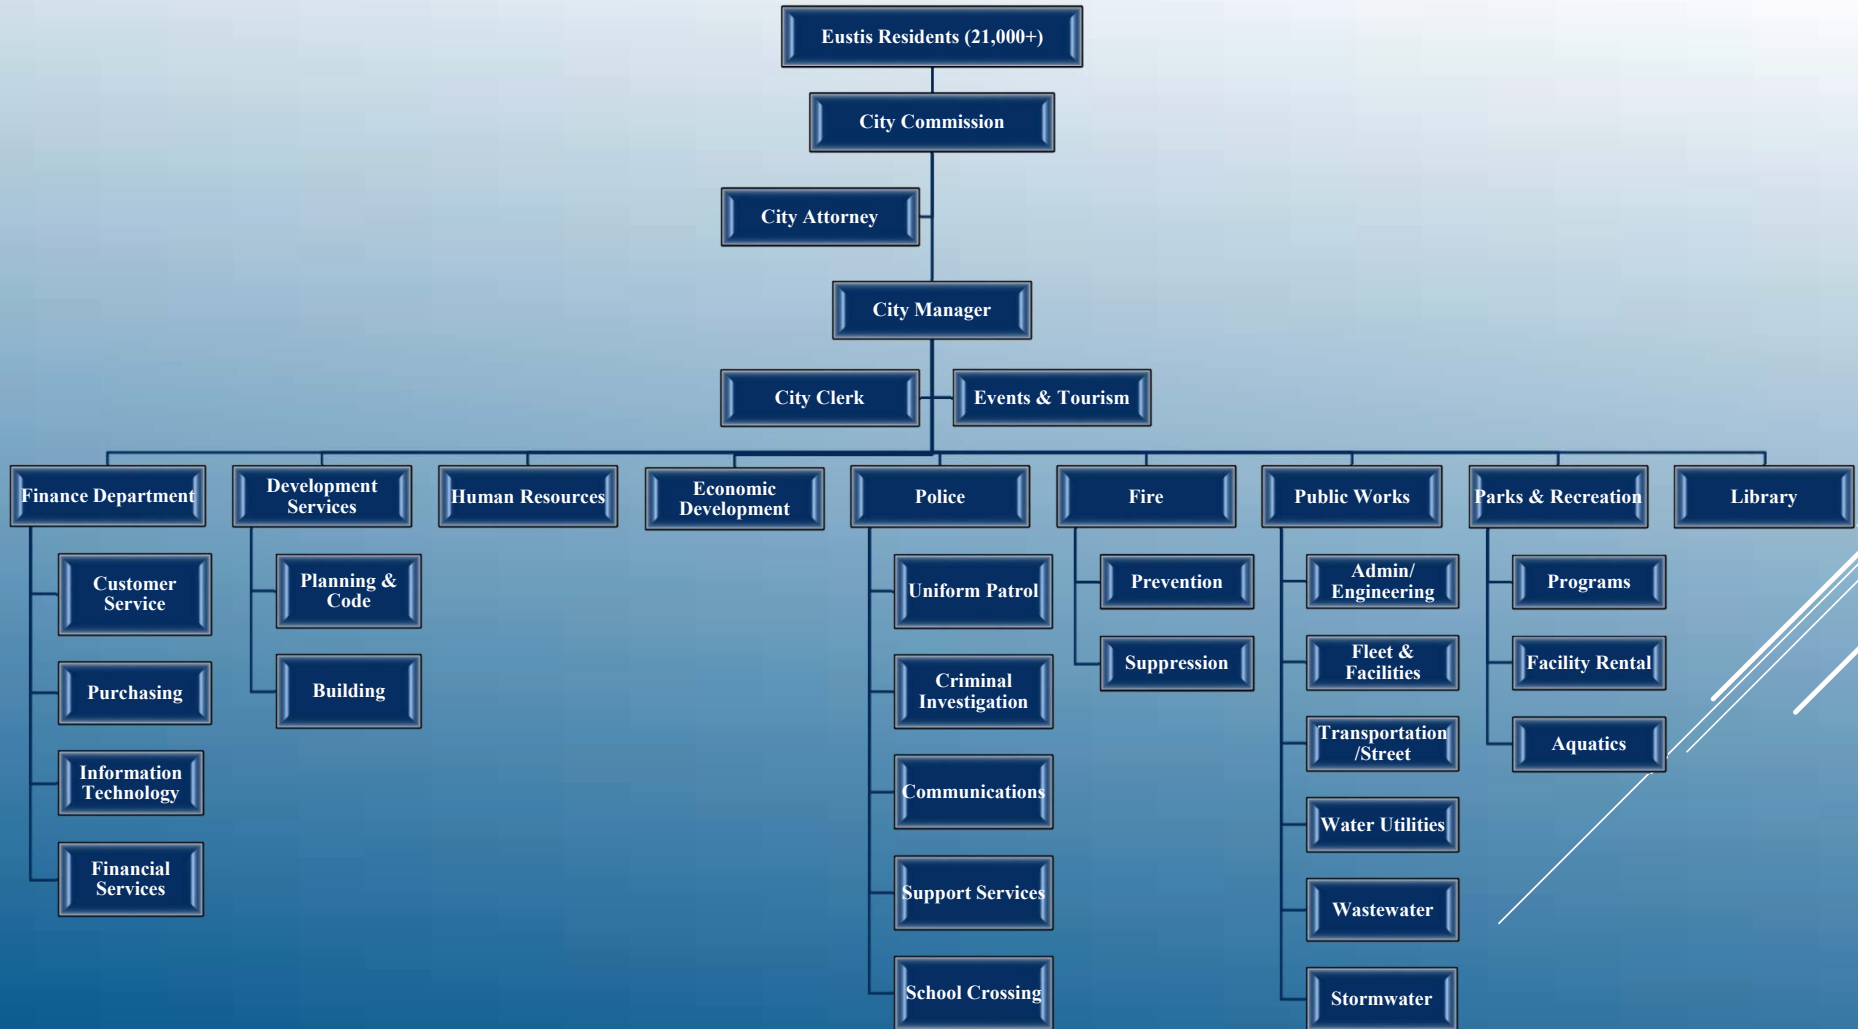 Eustis Residents (21,000+)
City Commission
City Attorney
City Manager
City Clerk
Events & Tourism
Finance Department
Development
Services
Human Resources
Economic
Development
Police
Fire
Public Works
Parks & Recreation
Library
Customer
Service
Purchasing
Information
Technology
Financial
Services
Planning &
Code
Building
Uniform Patrol
Criminal
Investigation
Communications
Support Services
School Crossing
Prevention
Suppression
Admin/
Engineering
Fleet &
Facilities
Transportation
/Street
Water Utilities
Wastewater
Stormwater
Programs
Facility Rental
Aquatics